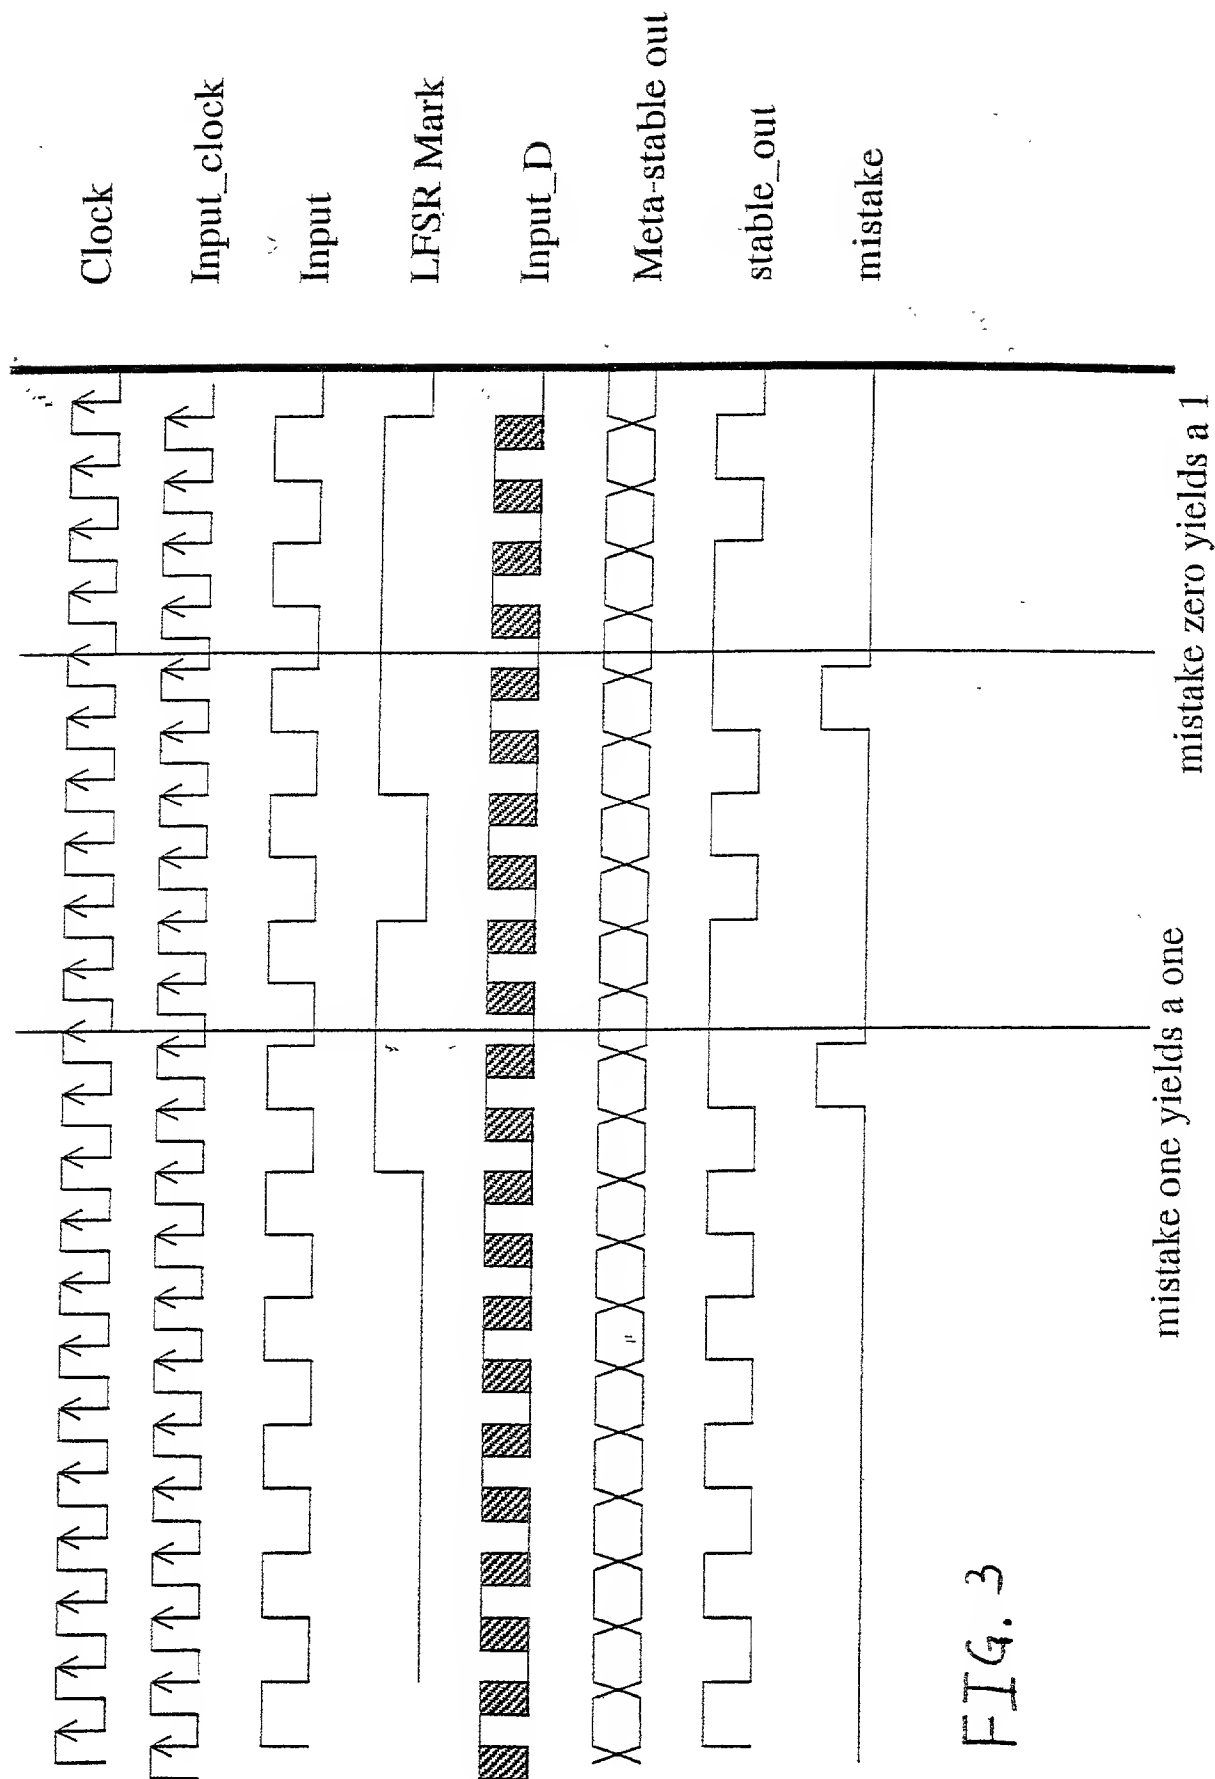 Clock
Input_clock
Input
LFSR Mark
Input_D
Meta-stable out
stable_out
mistake
mistake zero yields a 1
mistake one yields a one
FIG. 3